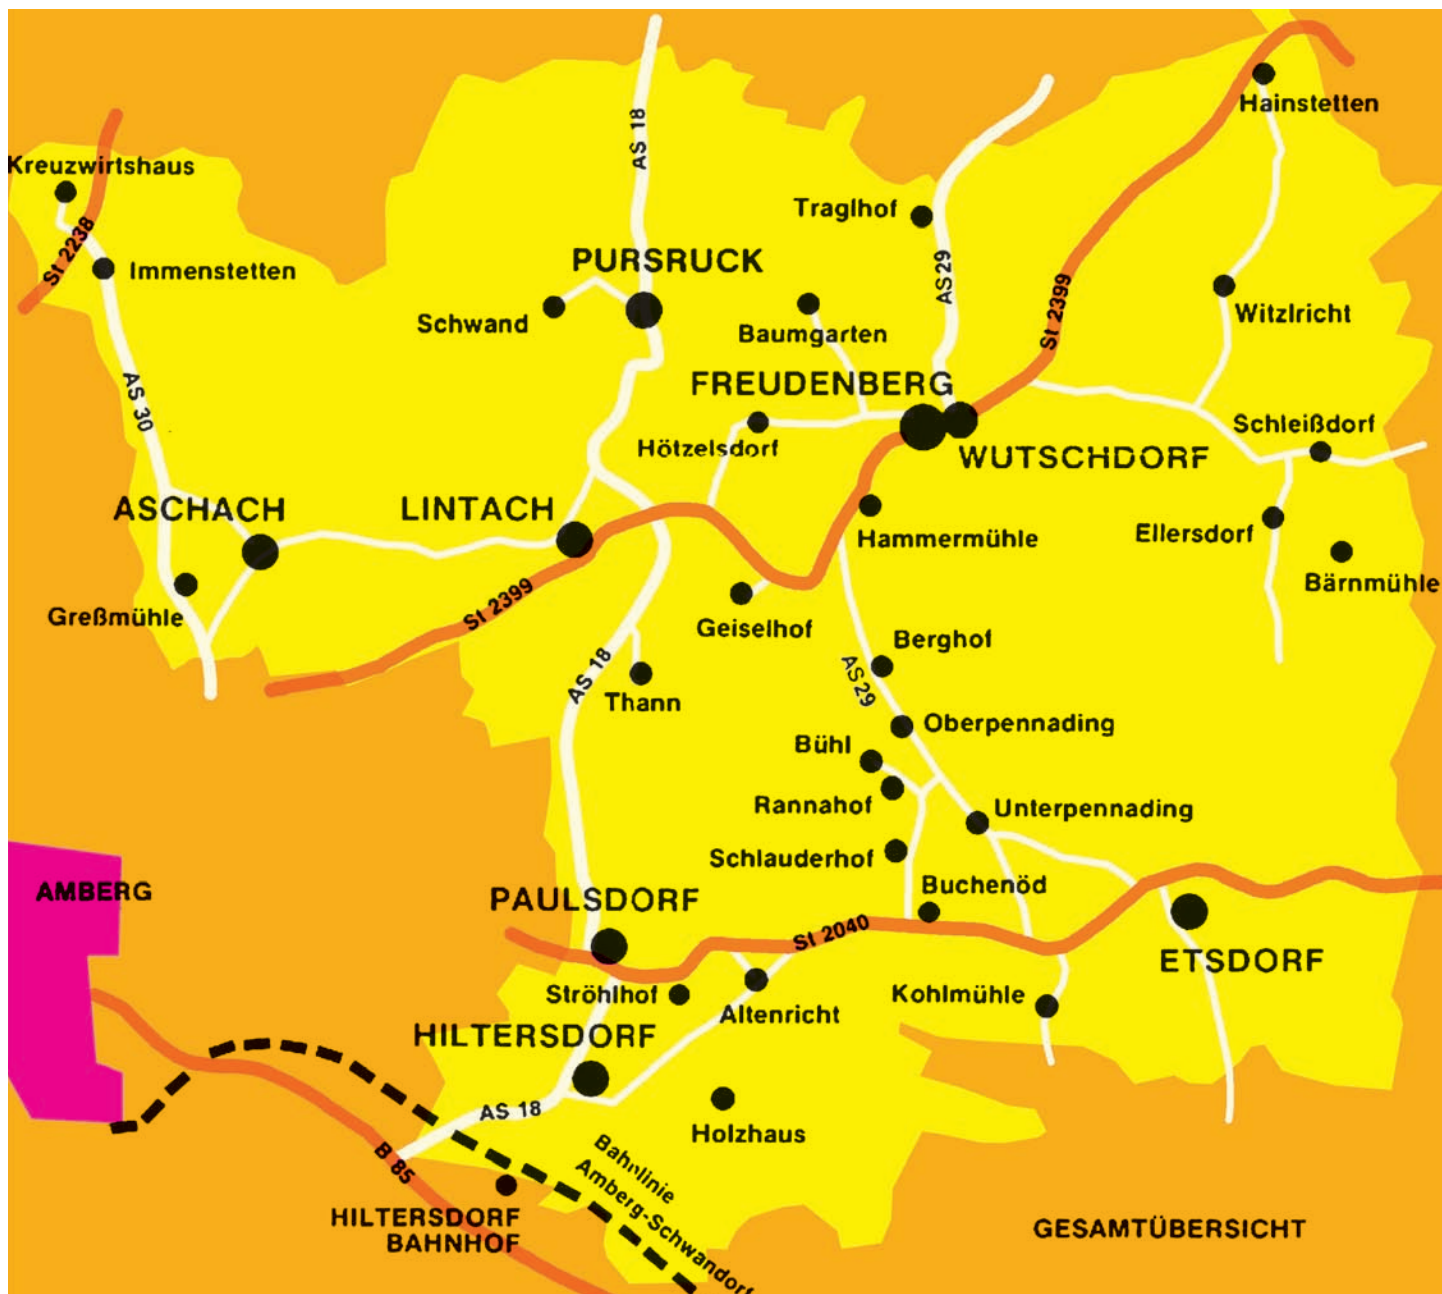 Hainstetten
AS 18
Kreuzwirtshaus
Traglhof
St 2238
PURSRUCK
Immenstetten
AS 29
Witzlricht
St 2399
Schwand
Baumgarten
FREUDENBERG
AS 30
Schleißdorf
Hötzelsdorf
WUTSCHDORF
ASCHACH
LINTACH
Ellersdorf
Hammermühle
Bärnmühle
St 2399
Greßmühle
Geiselhof
Berghof
AS 18
AS 29
Thann
Oberpennading
Bühl
Rannahof
Unterpennading
Schlauderhof
AMBERG
Buchenöd
PAULSDORF
St 2040
ETSDORF
Ströhlhof
Kohlmühle
Altenricht
HILTERSDORF
AS 18
Holzhaus
B 85
Bahnlinie
Amberg-Schwandorf
HILTERSDORF
BAHNHOF
GESAMTÜBERSICHT